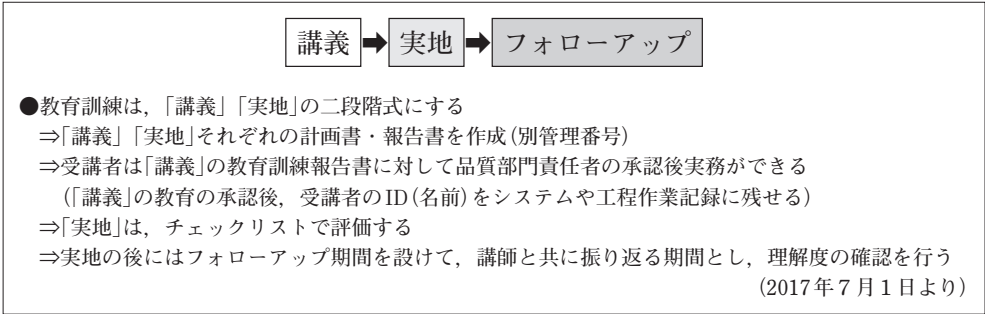 講義➡実地➡フォローアップ
●教育訓練は，「講義」「実地」の二段階式にする
⇒「講義」「実地」それぞれの計画書・報告書を作成(別管理番号)
⇒受講者は「講義」の教育訓練報告書に対して品質部門責任者の承認後実務ができる
(「講義」の教育の承認後，受講者のID(名前)をシステムや工程作業記録に残せる)
⇒「実地」は，チェックリストで評価する
⇒実地の後にはフォローアップ期間を設けて，講師と共に振り返る期間とし，理解度の確認を行う
(2017年７月１日より)